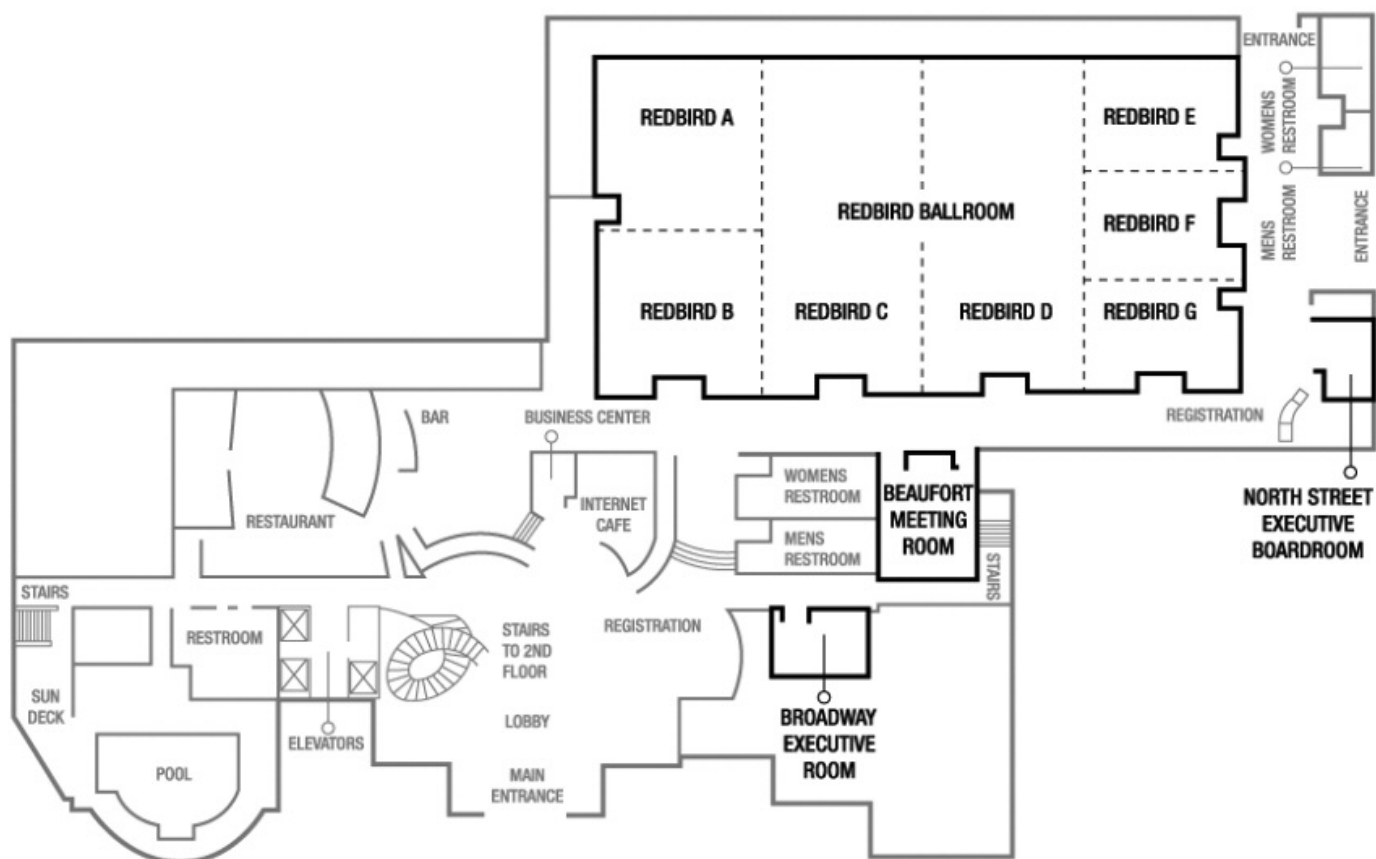 ENTRANCE
WOMENS
RESTROOM
MENS
RESTROOM
ENTRANCE
REDBIRD A
REDBIRD E
REDBIRD BALLROOM
REDBIRD F
REDBIRD B
REDBIRD C
REDBIRD D
REDBIRD G
BAR
BUSINESS CENTER
REGISTRATION
RESTAURANT
INTERNET
CAFE
WOMENS
RESTROOM
MENS
RESTROOM
BEAUFORT
MEETING
ROOM
STAIRS
NORTH STREET
EXECUTIVE
BOARDROOM
STAIRS
RESTROOM
STAIRS
TO 2ND
FLOOR
REGISTRATION
SUN
DECK
ELEVATORS
LOBBY
BROADWAY
EXECUTIVE
ROOM
POOL
MAIN
ENTRANCE